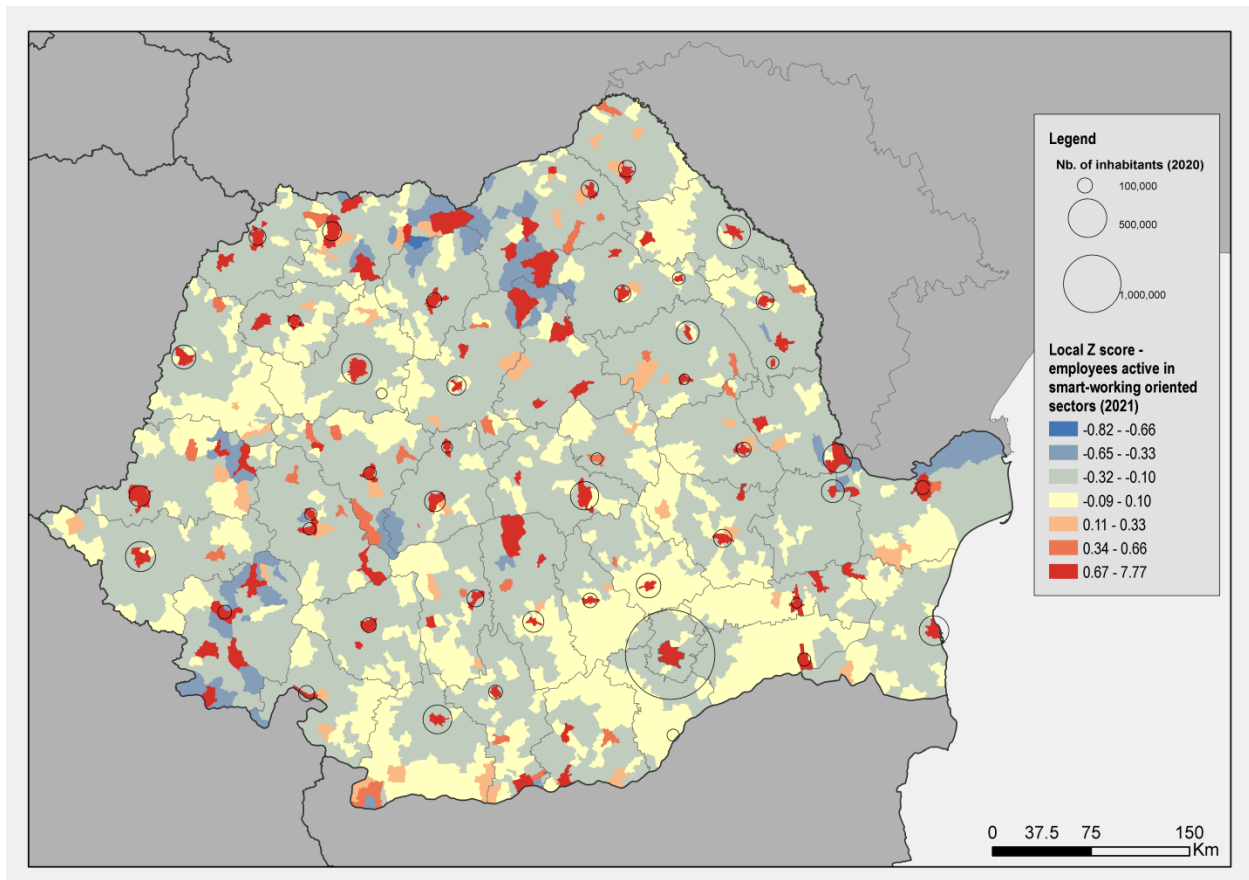 Legend
Nb. of inhabitants (2020)
100,000
500,000
1,000,000
Local Z score -
employees active in
smart-working oriented
sectors (2021)
-0.82 - -0.66
-0.65 - -0.33
-0.32 - -0.10
-0.09 - 0.10
0.11 - 0.33
0.34 - 0.66
0.67 - 7.77
0 37.5 75 150
Km